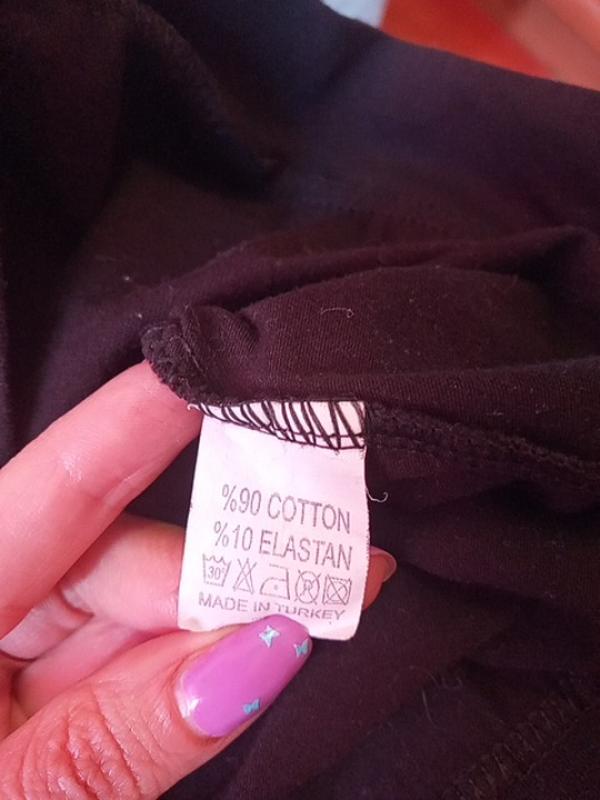 %90 COTTON
%10 ELASTAN
30°
MADE IN TURKEY